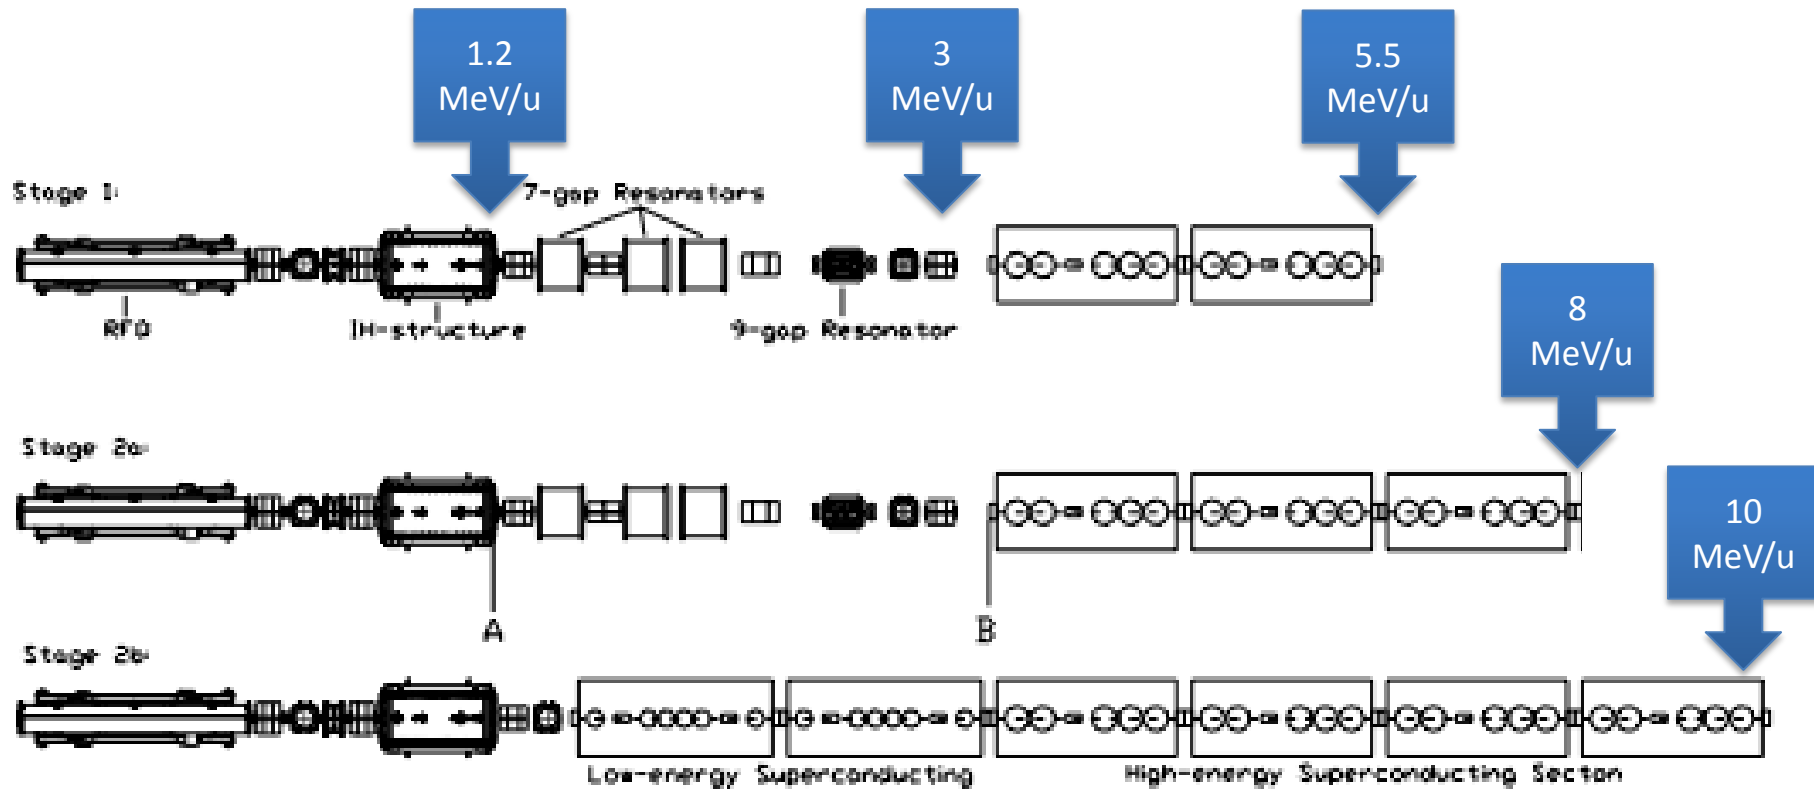 1.2
MeV/u
3
MeV/u
5.5
MeV/u
Stage 1:
7-gap Resonators
RFQ
IH-structure
9-gap Resonator
8
MeV/u
Stage 2a:
10
MeV/u
A
B
Stage 2b:
Low-energy Superconducting
High-energy Superconducting Secton